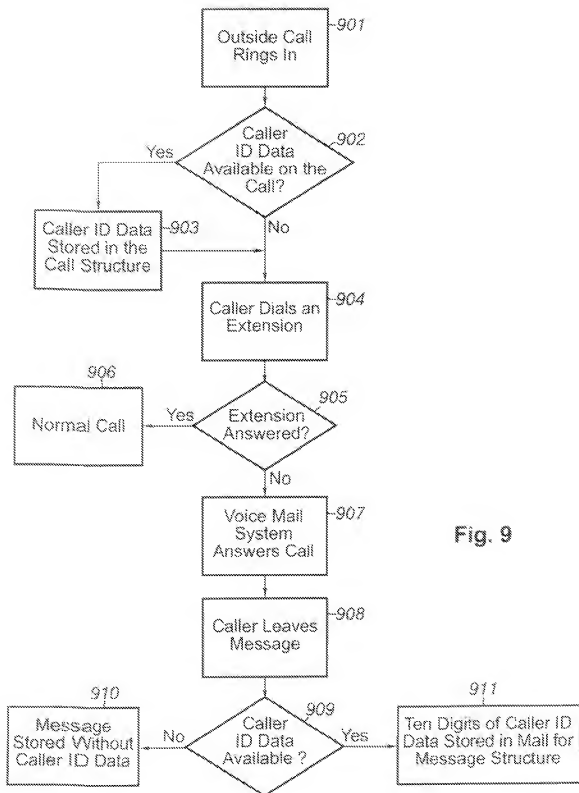 901
Outside Call
Rings In
902
Caller
ID Data
Available on the
Call?
Yes
No
903
Caller ID Data
Stored in the
Call Structure
904
Caller Dials an
Extension
905
Extension
Answered?
Yes
No
906
Normal Call
907
Voice Mail
System
Answers Call
Fig. 9
908
Caller Leaves
Message
909
Caller
ID Data
Available ?
No
Yes
910
Message
Stored Without
Caller ID Data
911
Ten Digits of Caller ID
Data Stored in Mail for
Message Structure